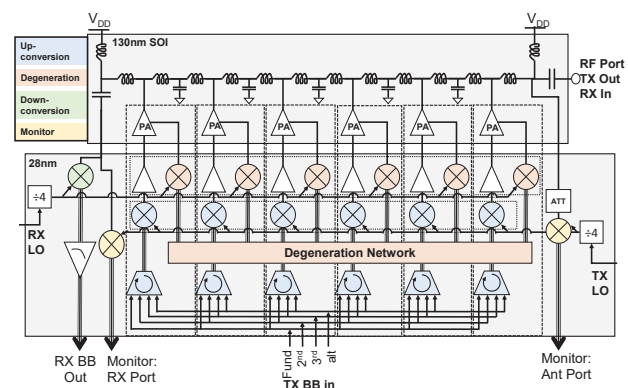 VDD
VDD
130nm SOI
Up-
conversion
Degeneration
Down-
conversion
Monitor
RF Port
TX Out
RX In
PA
PA
PA
PA
PA
PA
28nm
÷4
RX
LO
ATT
÷4
TX
LO
Degeneration Network
RX BB
Out
Monitor:
RX Port
Fund
2nd
3rd
alt
TX BB in
Monitor:
Ant Port